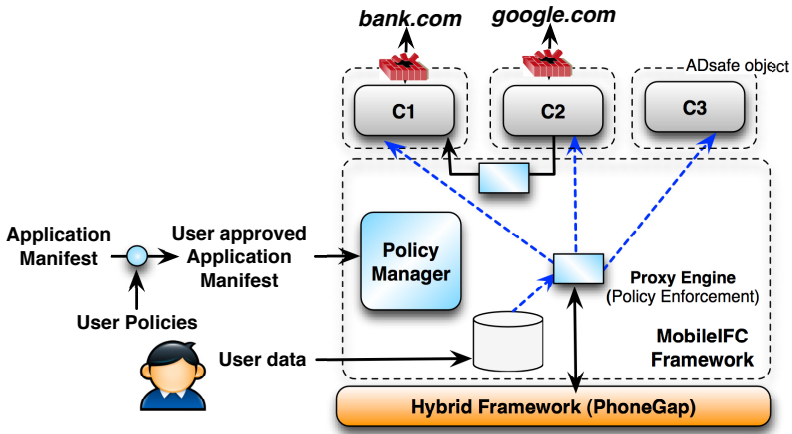 bank.com
google.com
ADsafe object
C1
C2
C3
Application
Manifest
User approved
Application
Manifest
Policy
Manager
Proxy Engine
(Policy Enforcement)
User Policies
MobileIFC
Framework
User data
Hybrid Framework (PhoneGap)